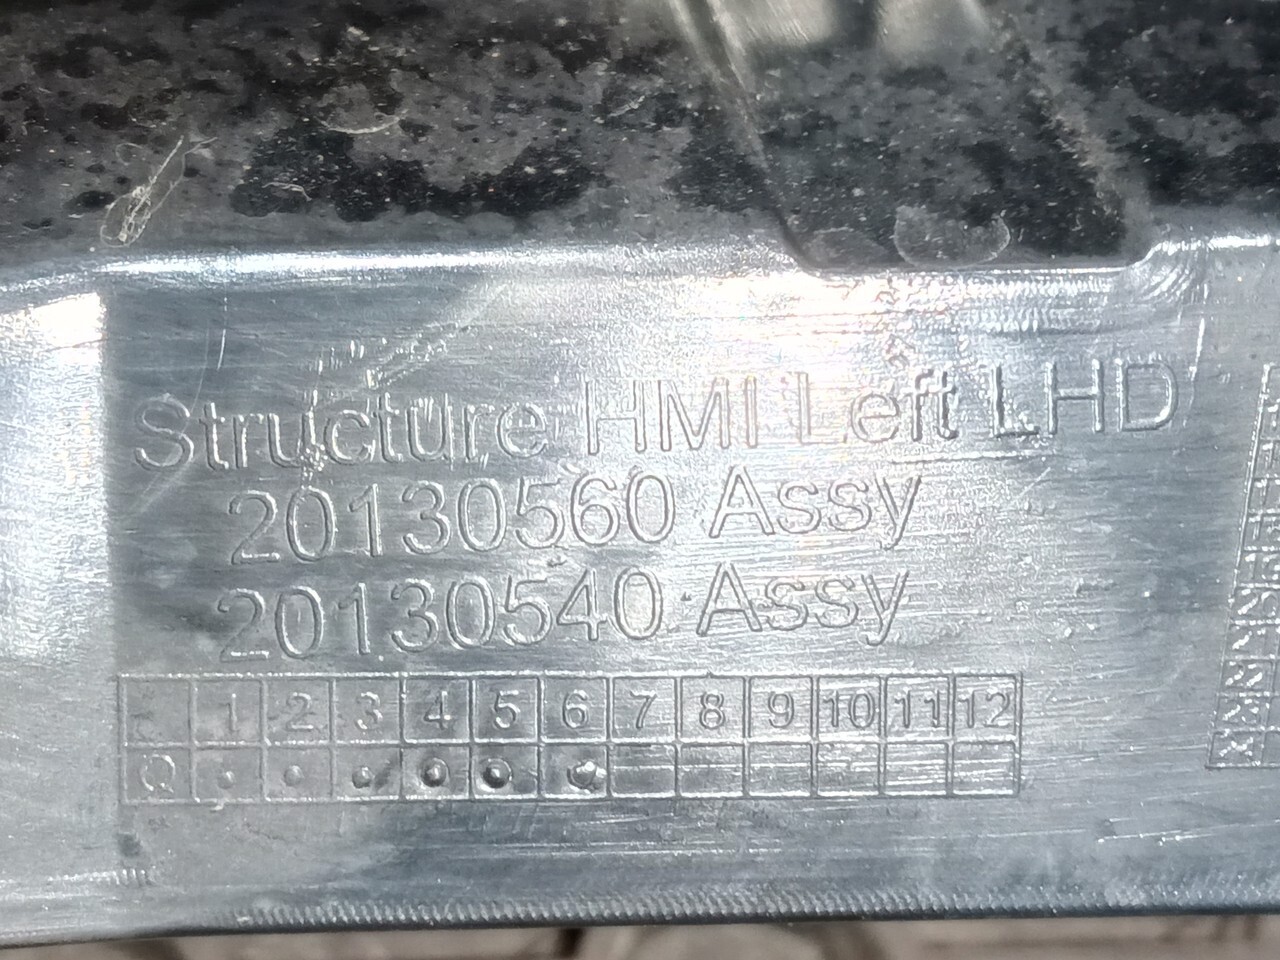 Structure HMI Left LHD
20130560 Assy
20130540 Assy
1 2 3 4 5 6 7 8 9 10 11 12
Q